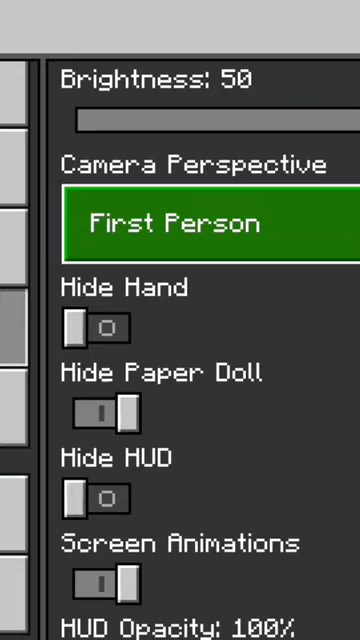 Brightness: 50
Camera Perspective
First Person
Hide Hand
Hide Paper Doll
Hide HUD
Screen Animations
HUD Opacity: 100%